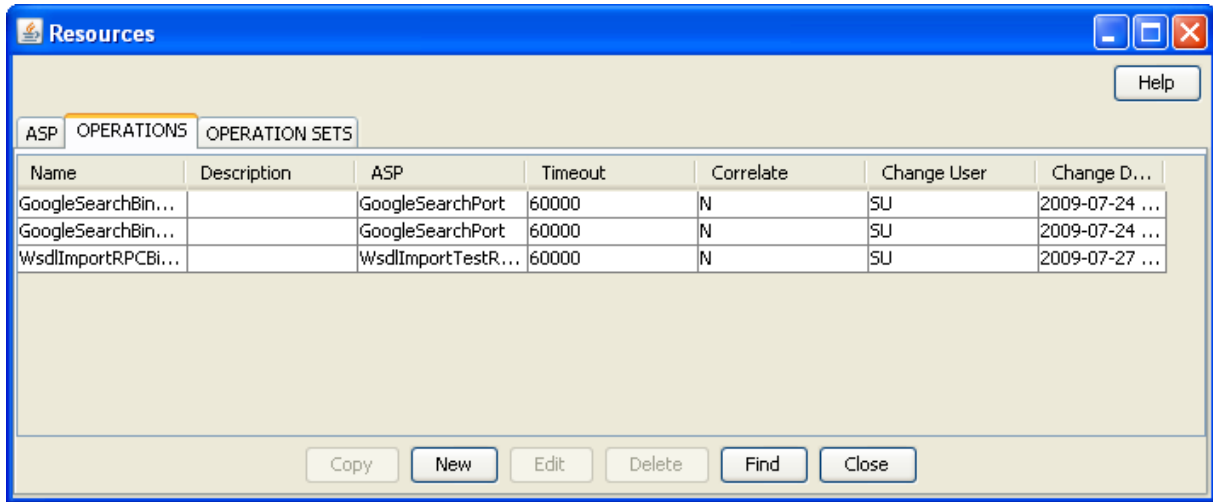 Resources
Help
ASP OPERATIONS OPERATION SETS
Name Description ASP Timeout Correlate Change User Change D...
GoogleSearchBin... GoogleSearchPort 60000 N SU 2009-07-24 ...
GoogleSearchBin... GoogleSearchPort 60000 N SU 2009-07-24 ...
WsdlImportRPCBi... WsdlImportTestR... 60000 N SU 2009-07-27 ...
Copy New Edit Delete Find Close